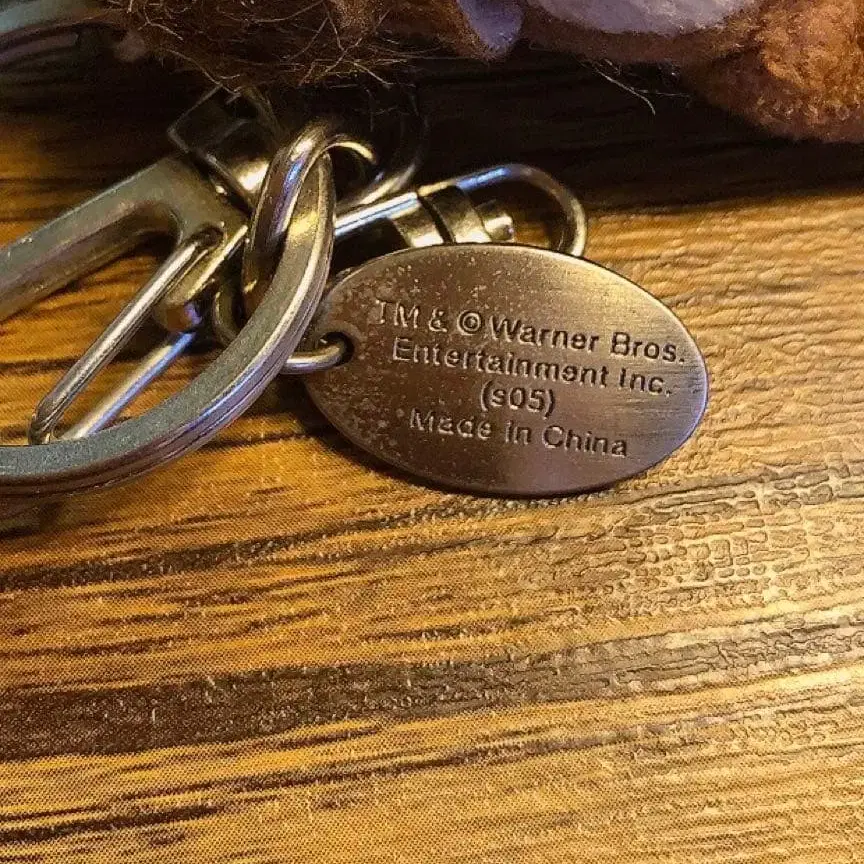 TM & © Warner Bros.
Entertainment Inc.
(s05)
Made in China